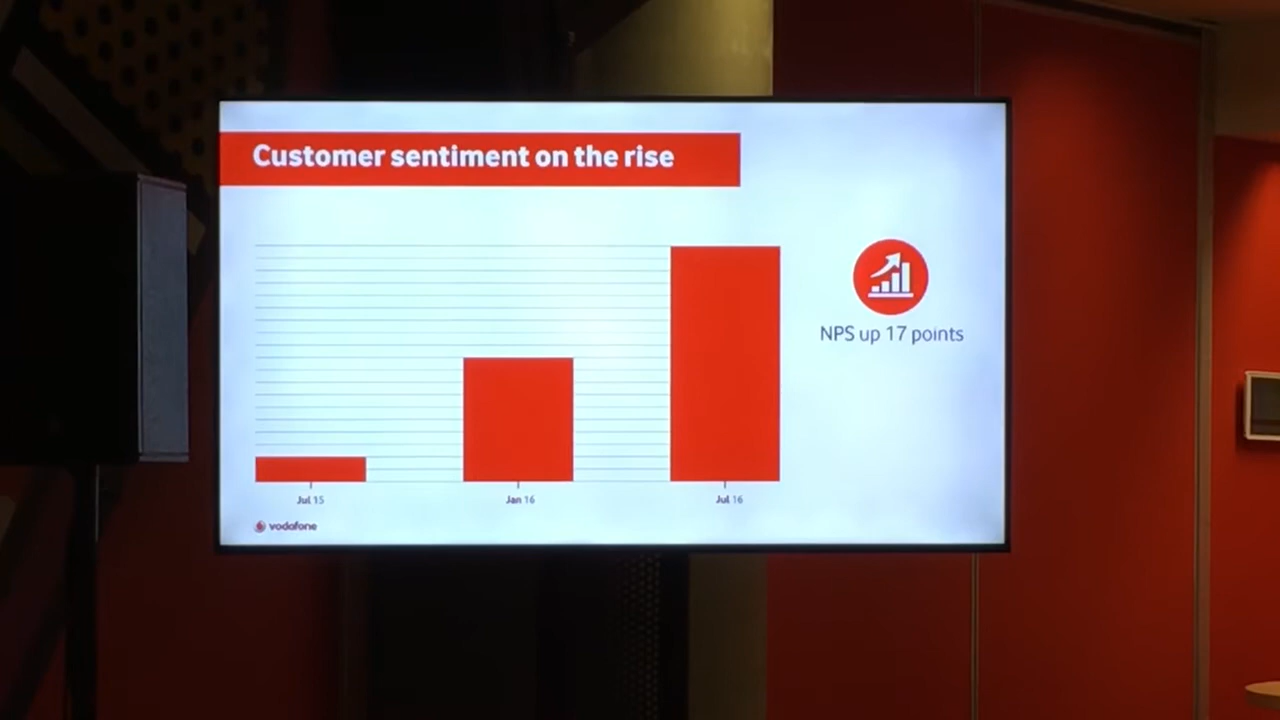 Customer sentiment on the rise
NPS up 17 points
Jul 15
Jan 16
Jul 16
vodafone